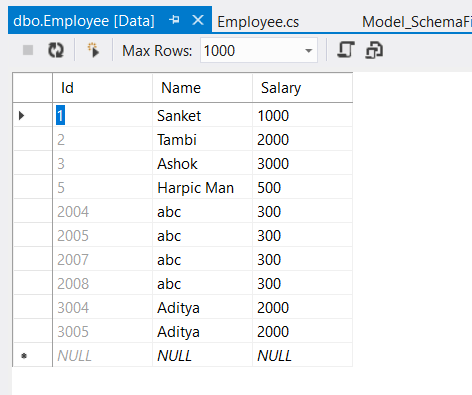 dbo.Employee [Data] Employee.cs Model_SchemaFi
Max Rows: 1000
Id Name Salary
1 Sanket 1000
2 Tambi 2000
3 Ashok 3000
5 Harpic Man 500
2004 abc 300
2005 abc 300
2007 abc 300
2008 abc 300
3004 Aditya 2000
3005 Aditya 2000
NULL NULL NULL